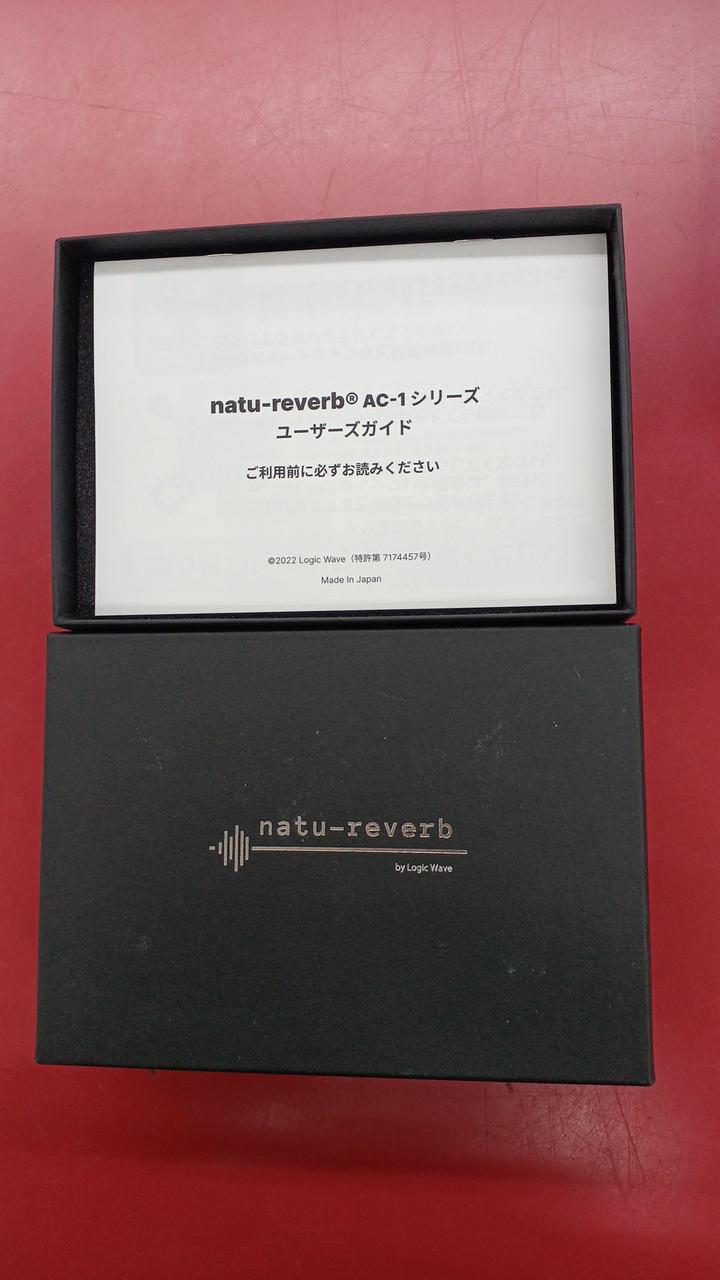 natu-reverb® AC-1 シリーズ
ユーザーズガイド
ご利用前に必ずお読みください
©2022 Logic Wave（特許第 7174457号）
Made In Japan
natu-reverb
by Logic Wave